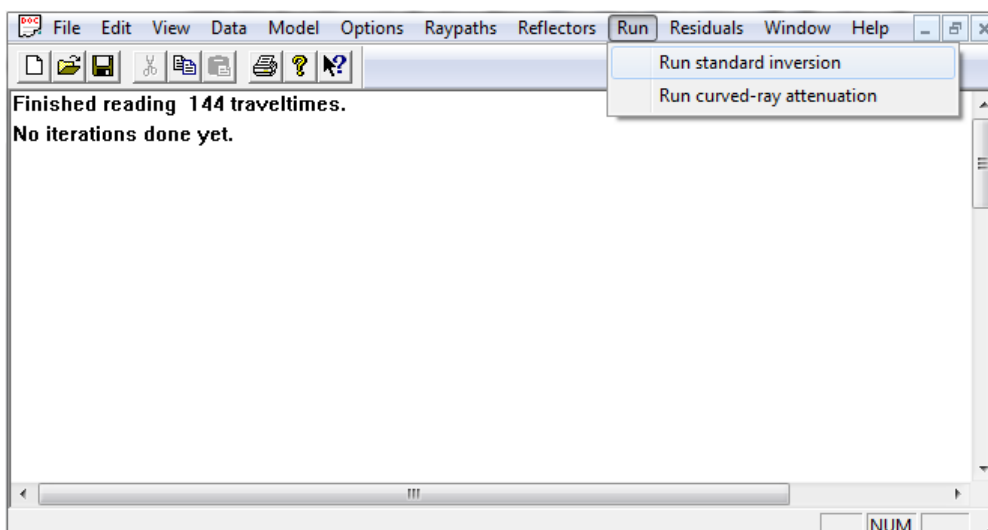 DOC File Edit View Data Model Options Raypaths Reflectors Run Residuals Window Help
Run standard inversion
Run curved-ray attenuation
Finished reading 144 traveltimes.
No iterations done yet.
NUM